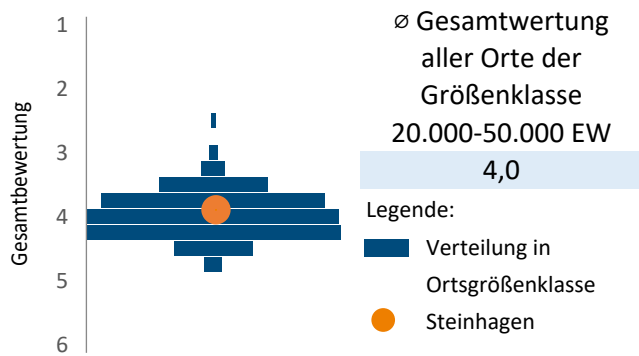 Gesamtbewertung
1
2
3
4
5
6
⌀ Gesamtwertung
aller Orte der
Größenklasse
20.000-50.000 EW
4,0
Legende:
Verteilung in
Ortsgrößenklasse
Steinhagen